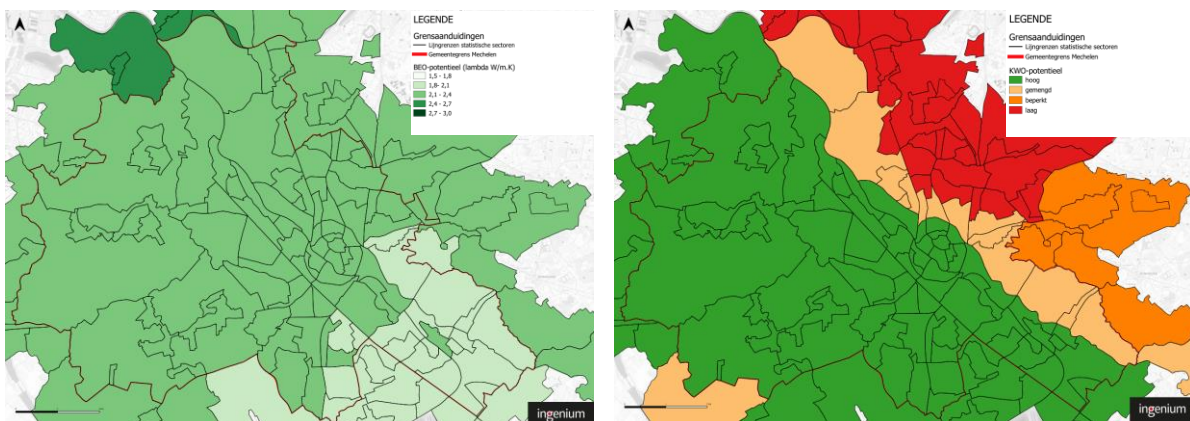 LEGENDE
Grensaanduidingen
Lijngrenzen statistische sectoren
Gemeentegrens Mechelen
BEO-potentieel (lambda W/m.K)
1,5 - 1,8
1,8- 2,1
2,1 - 2,4
2,4 - 2,7
2,7 - 3,0
ingenium
LEGENDE
Grensaanduidingen
Lijngrenzen statistische sectoren
Gemeentegrens Mechelen
KWO-potentieel
hoog
gemengd
beperkt
laag
ingenium